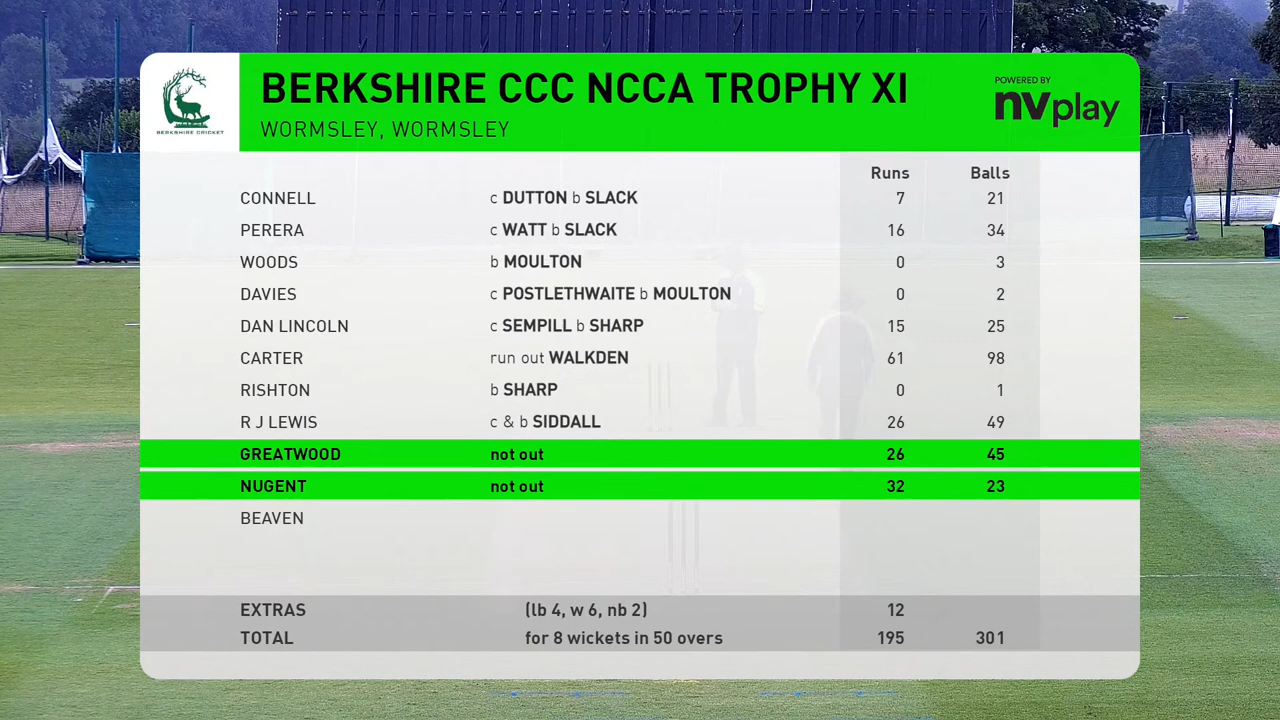 BERKSHIRE CCC NCCA TROPHY XI
WORMSLEY, WORMSLEY
POWERED BY
nvplay
BERKSHIRE CRICKET
Runs Balls
CONNELL c DUTTON b SLACK 7 21
PERERA c WATT b SLACK 16 34
WOODS b MOULTON 0 3
DAVIES c POSTLETHWAITE b MOULTON 0 2
DAN LINCOLN c SEMPILL b SHARP 15 25
CARTER run out WALKDEN 61 98
RISHTON b SHARP 0 1
R J LEWIS c & b SIDDALL 26 49
GREATWOOD not out 26 45
NUGENT not out 32 23
BEAVEN
EXTRAS (lb 4, w 6, nb 2) 12
TOTAL for 8 wickets in 50 overs 195 301